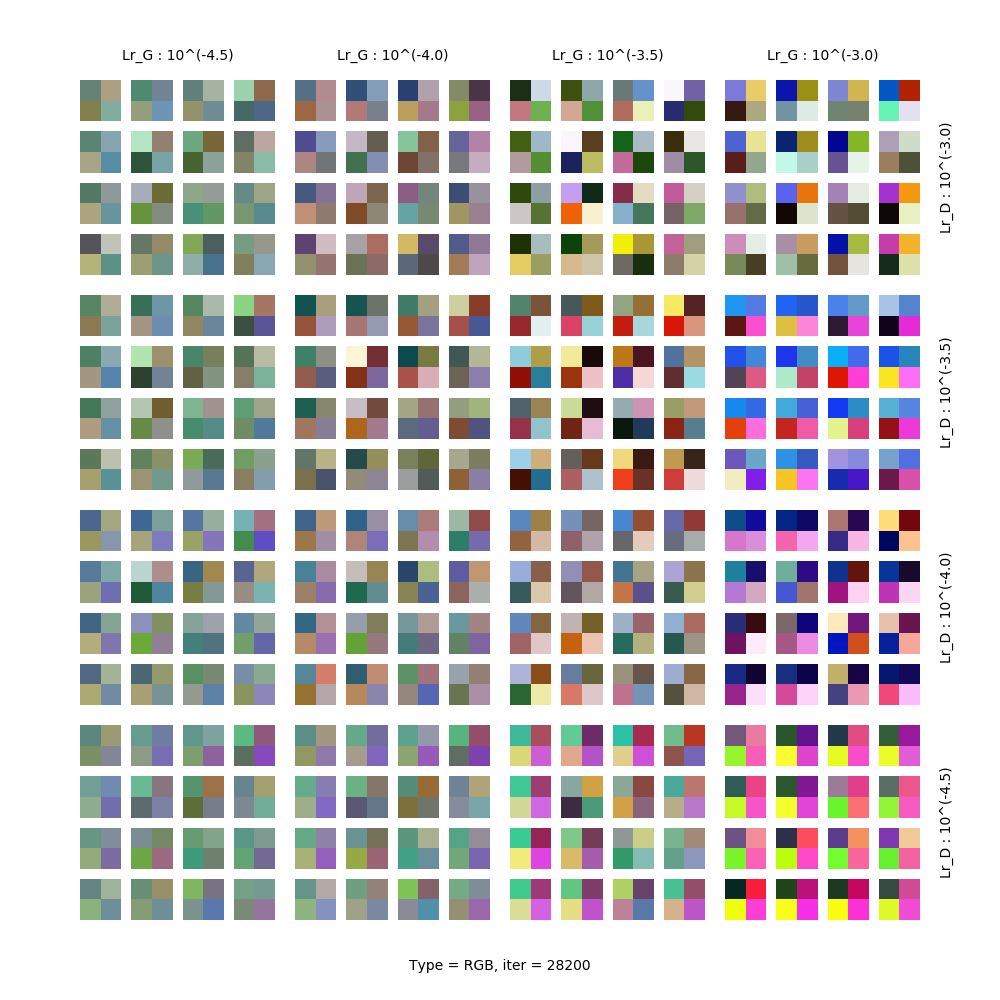 Lr_G : 10^(-4.5)
Lr_G : 10^(-4.0)
Lr_G : 10^(-3.5)
Lr_G : 10^(-3.0)
Lr_D : 10^(-3.0)
Lr_D : 10^(-3.5)
Lr_D : 10^(-4.0)
Lr_D : 10^(-4.5)
Type = RGB, iter = 28200